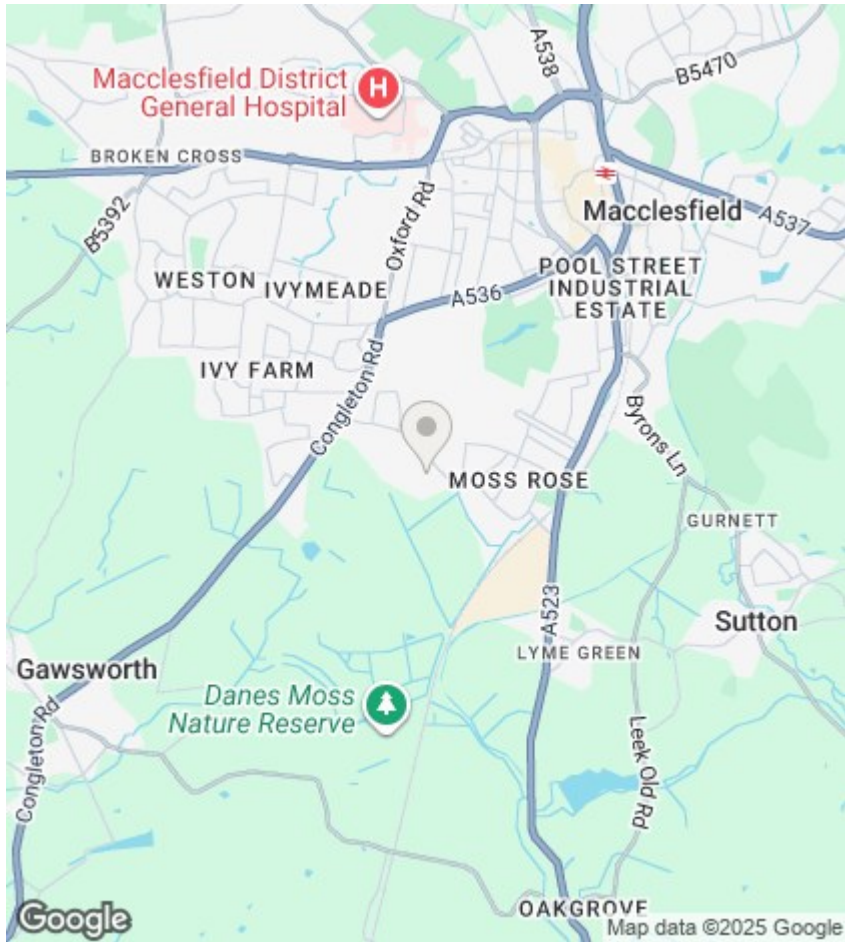 A538
B5470
Macclesfield District
General Hospital
H
BROKEN CROSS
B5392
Oxford Rd
Macclesfield
A537
WESTON
IVYMEADE
A536
POOL STREET
INDUSTRIAL
ESTATE
IVY FARM
Congleton Rd
Byrons Ln
MOSS ROSE
GURNETT
A523
Sutton
LYME GREEN
Gawsworth
Danes Moss
Nature Reserve
Congleton Rd
Leek Old Rd
OAKGROVE
Google
Map data ©2025 Google